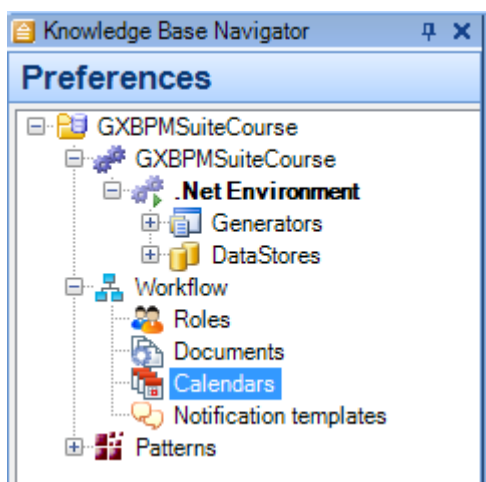 Knowledge Base Navigator
Preferences
GXBPMSuiteCourse
GXBPMSuiteCourse
.Net Environment
Generators
DataStores
Workflow
Roles
Documents
Calendars
Notification templates
Patterns